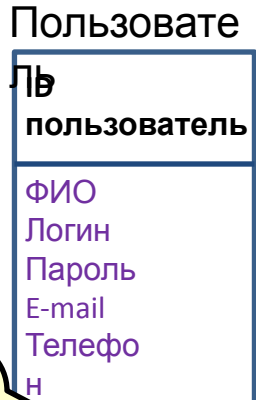 Пользовате
ль
ID
пользователь
ФИО
Логин
Пароль
E-mail
Телефо
н